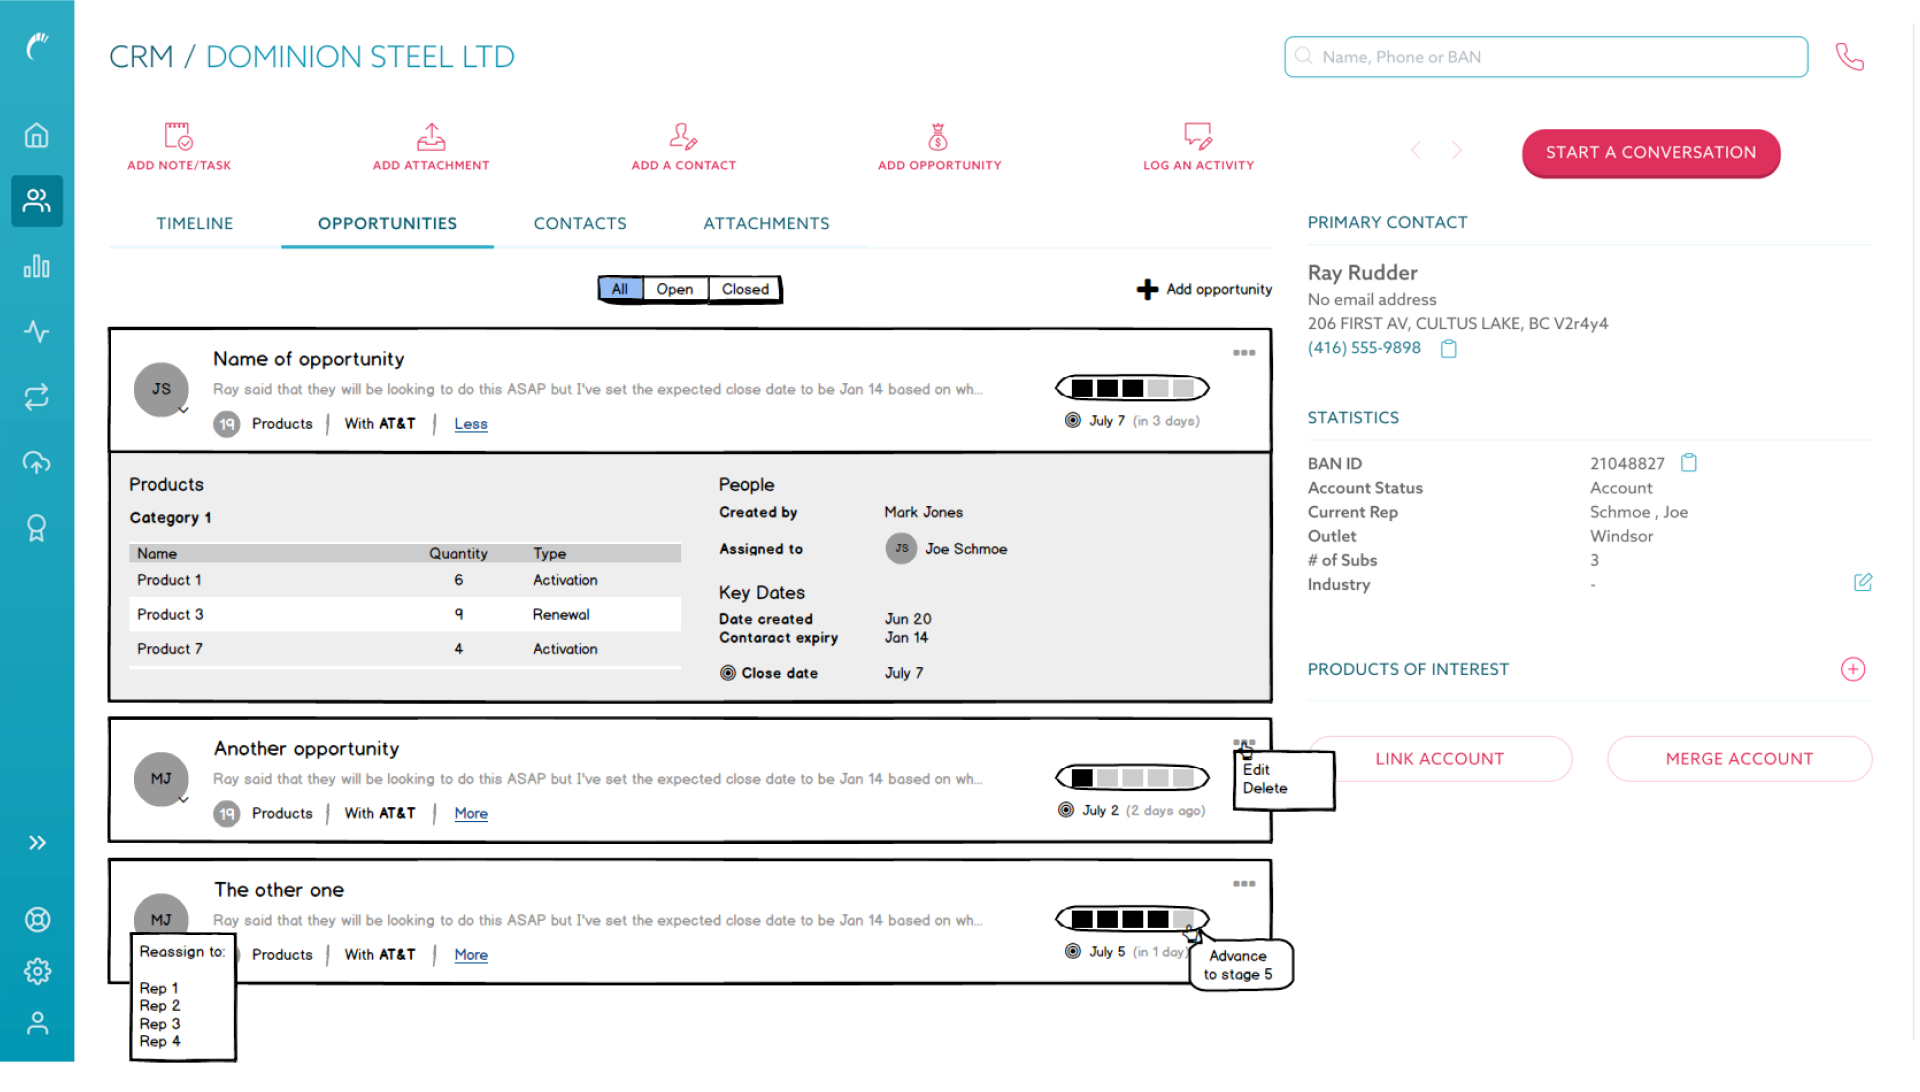 CRM / DOMINION STEEL LTD
Name, Phone or BAN
ADD NOTE/TASK
ADD ATTACHMENT
ADD A CONTACT
ADD OPPORTUNITY
LOG AN ACTIVITY
START A CONVERSATION
TIMELINE
OPPORTUNITIES
CONTACTS
ATTACHMENTS
All
Open
Closed
Add opportunity
JS
Name of opportunity
Ray said that they will be looking to do this ASAP but I've set the expected close date to be Jan 14 based on wh...
19 Products | With AT&T | Less
July 7 (in 3 days)
Products
Category 1
Name Quantity Type
Product 1 6 Activation
Product 3 9 Renewal
Product 7 4 Activation
People
Created by Mark Jones
Assigned to JS Joe Schmoe
Key Dates
Date created Jun 20
Contaract expiry Jan 14
Close date July 7
MJ
Another opportunity
Ray said that they will be looking to do this ASAP but I've set the expected close date to be Jan 14 based on wh...
19 Products | With AT&T | More
July 2 (2 days ago)
Edit
Delete
MJ
The other one
Ray said that they will be looking to do this ASAP but I've set the expected close date to be Jan 14 based on wh...
Products | With AT&T | More
July 5 (in 1 day)
Advance
to stage 5
Reassign to:
Rep 1
Rep 2
Rep 3
Rep 4
PRIMARY CONTACT
Ray Rudder
No email address
206 FIRST AV, CULTUS LAKE, BC V2r4y4
(416) 555-9898
STATISTICS
BAN ID 21048827
Account Status Account
Current Rep Schmoe , Joe
Outlet Windsor
# of Subs 3
Industry -
PRODUCTS OF INTEREST
LINK ACCOUNT
MERGE ACCOUNT